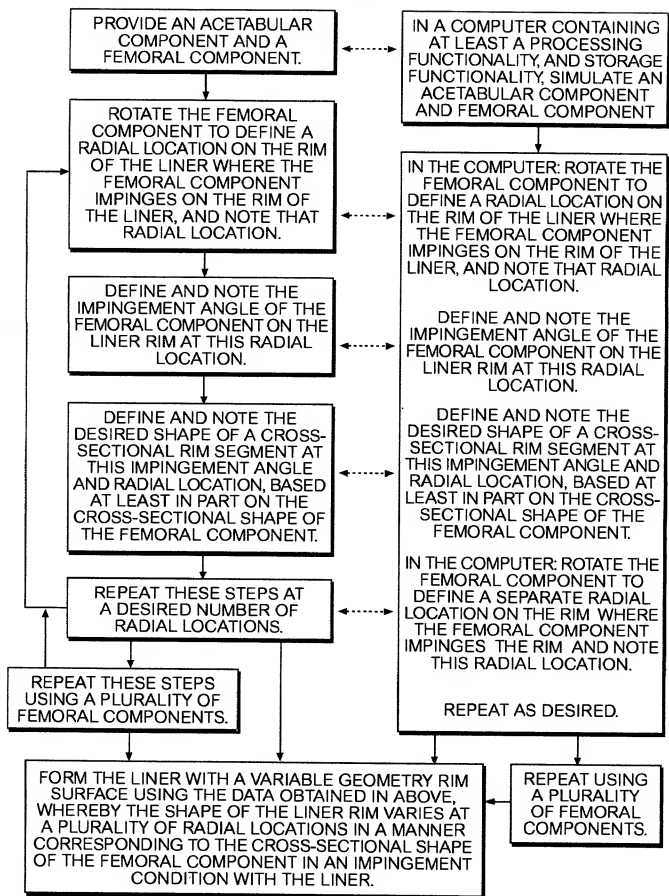 PROVIDE AN ACETABULAR
COMPONENT AND A
FEMORAL COMPONENT.
ROTATE THE FEMORAL
COMPONENT TO DEFINE A
RADIAL LOCATION ON THE RIM
OF THE LINER WHERE THE
FEMORAL COMPONENT
IMPINGES ON THE RIM OF
THE LINER, AND NOTE THAT
RADIAL LOCATION.
DEFINE AND NOTE THE
IMPINGEMENT ANGLE OF THE
FEMORAL COMPONENT ON THE
LINER RIM AT THIS RADIAL
LOCATION.
DEFINE AND NOTE THE
DESIRED SHAPE OF A CROSS-
SECTIONAL RIM SEGMENT AT
THIS IMPINGEMENT ANGLE
AND RADIAL LOCATION, BASED
AT LEAST IN PART ON THE
CROSS-SECTIONAL SHAPE OF
THE FEMORAL COMPONENT.
REPEAT THESE STEPS AT
A DESIRED NUMBER OF
RADIAL LOCATIONS.
REPEAT THESE STEPS
USING A PLURALITY OF
FEMORAL COMPONENTS.
IN A COMPUTER CONTAINING
AT LEAST A PROCESSING
FUNCTIONALITY, AND STORAGE
FUNCTIONALITY, SIMULATE AN
ACETABULAR COMPONENT
AND FEMORAL COMPONENT
IN THE COMPUTER: ROTATE THE
FEMORAL COMPONENT TO
DEFINE A RADIAL LOCATION ON
THE RIM OF THE LINER WHERE
THE FEMORAL COMPONENT
IMPINGES ON THE RIM OF THE
LINER, AND NOTE THAT RADIAL
LOCATION.
DEFINE AND NOTE THE
IMPINGEMENT ANGLE OF THE
FEMORAL COMPONENT ON THE
LINER RIM AT THIS RADIAL
LOCATION.
DEFINE AND NOTE THE
DESIRED SHAPE OF A CROSS-
SECTIONAL RIM SEGMENT AT
THIS IMPINGEMENT ANGLE AND
RADIAL LOCATION, BASED AT
LEAST IN PART ON THE CROSS-
SECTIONAL SHAPE OF THE
FEMORAL COMPONENT.
IN THE COMPUTER: ROTATE THE
FEMORAL COMPONENT TO
DEFINE A SEPARATE RADIAL
LOCATION ON THE RIM WHERE
THE FEMORAL COMPONENT
IMPINGES THE RIM AND NOTE
THIS RADIAL LOCATION.
REPEAT AS DESIRED.
REPEAT USING
A PLURALITY
OF FEMORAL
COMPONENTS.
FORM THE LINER WITH A VARIABLE GEOMETRY RIM
SURFACE USING THE DATA OBTAINED IN ABOVE,
WHEREBY THE SHAPE OF THE LINER RIM VARIES AT
A PLURALITY OF RADIAL LOCATIONS IN A MANNER
CORRESPONDING TO THE CROSS-SECTIONAL SHAPE
OF THE FEMORAL COMPONENT IN AN IMPINGEMENT
CONDITION WITH THE LINER.